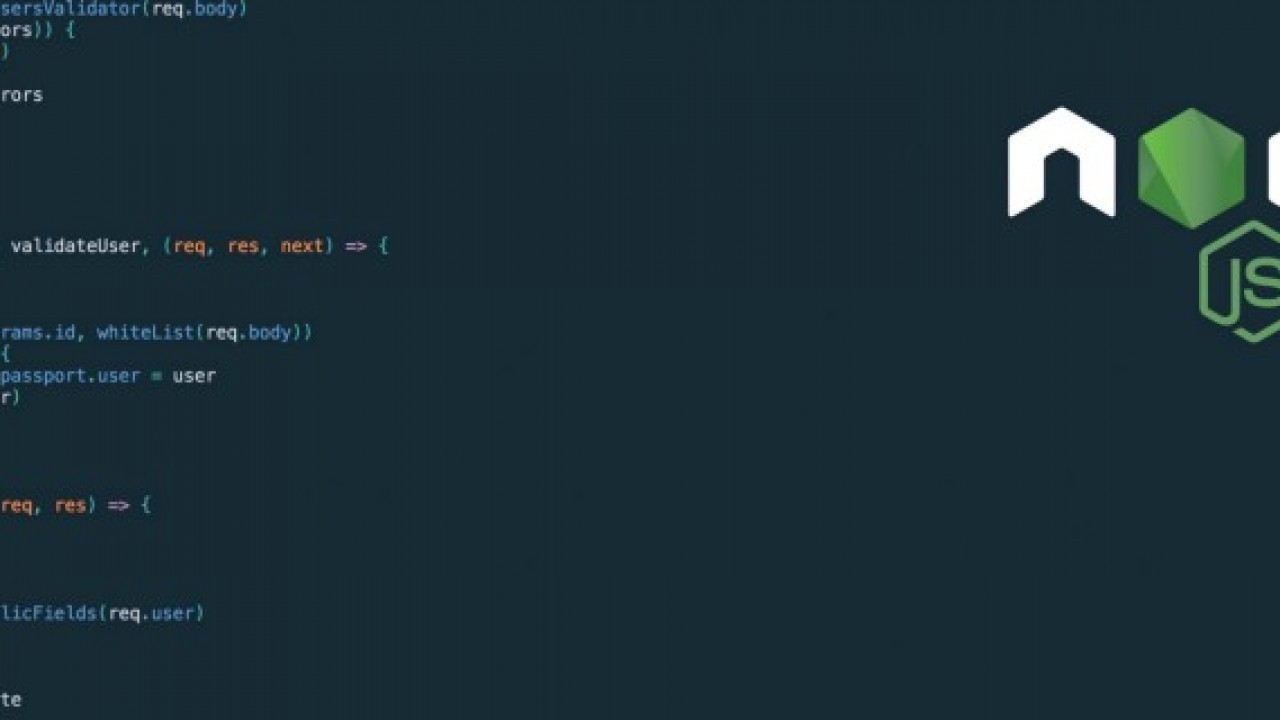 sersValidator(req.body)
ors)) {
)
rors
validateUser, (req, res, next) => {
rams.id, whiteList(req.body))
{
passport.user = user
r)
req, res) => {
licFields(req.user)
te
n
JS